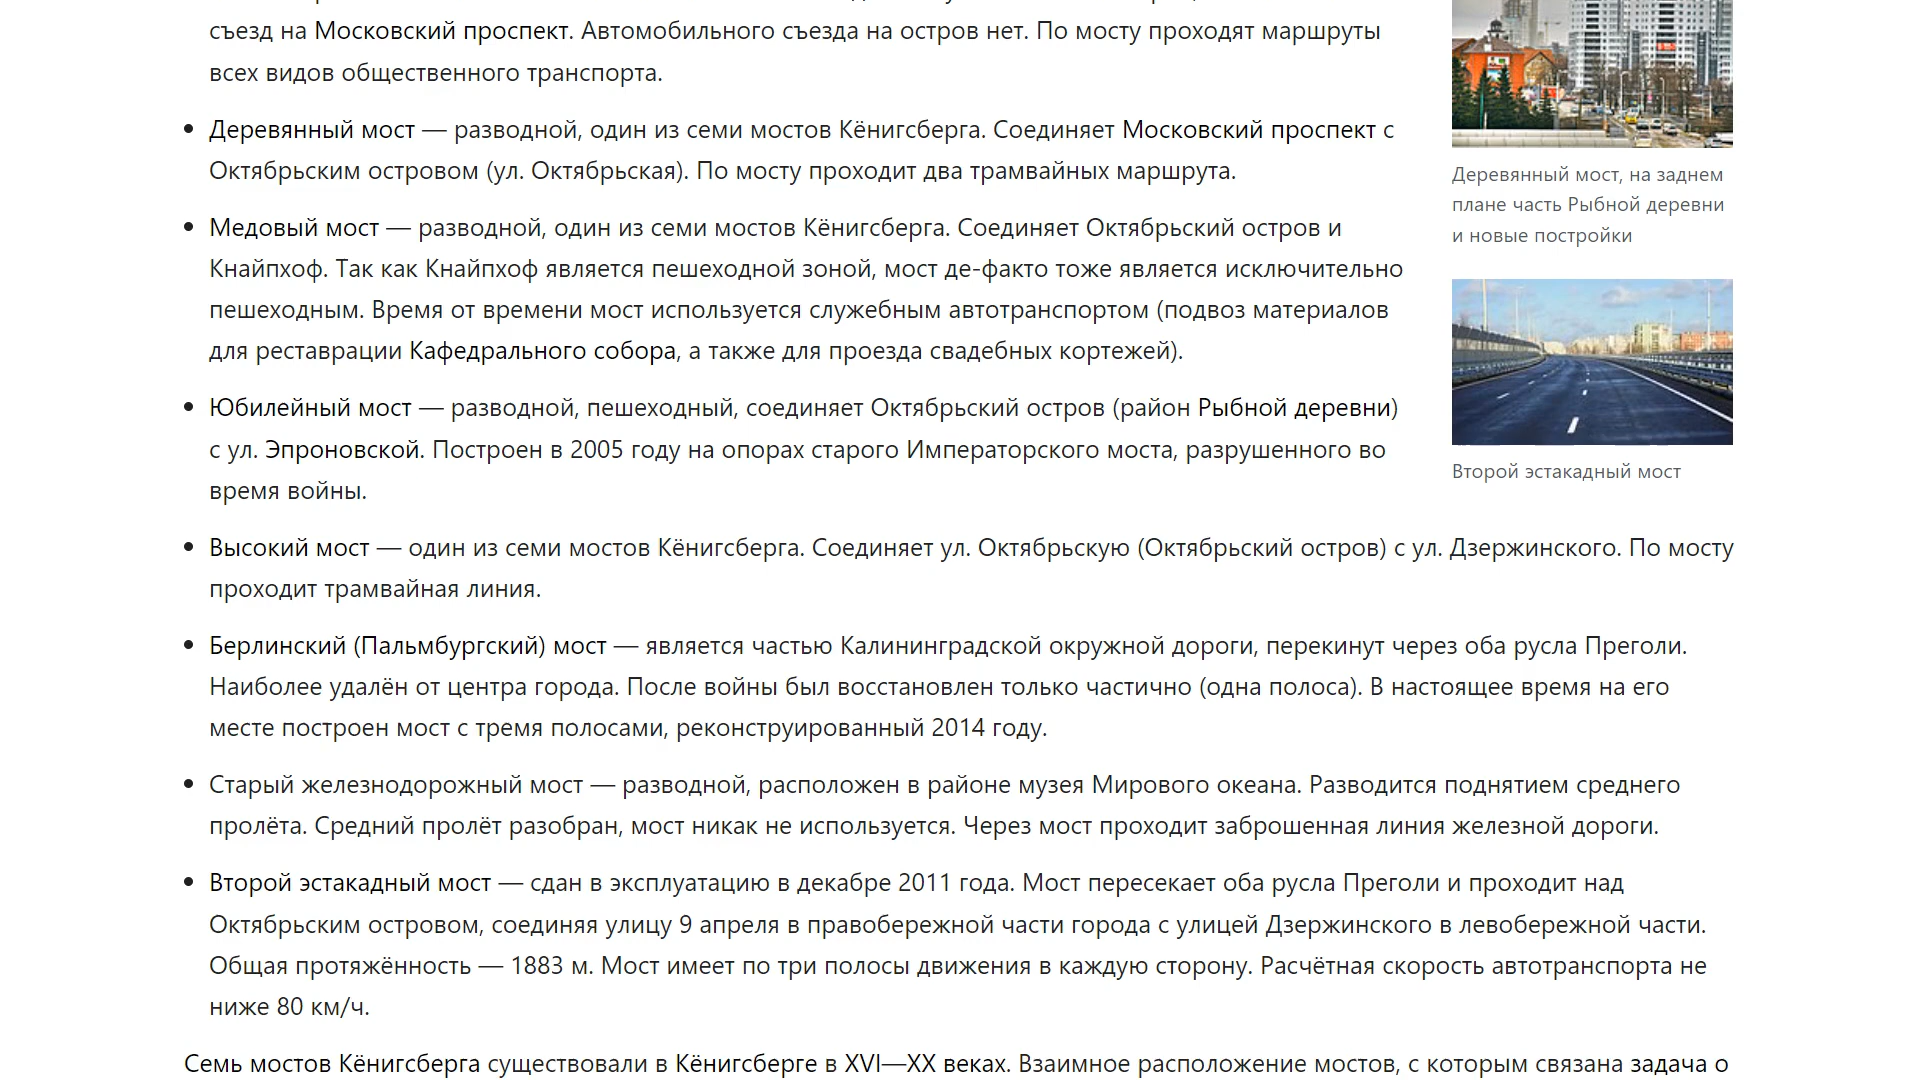 съезд на Московский проспект. Автомобильного съезда на остров нет. По мосту проходят маршруты
всех видов общественного транспорта.
Деревянный мост — разводной, один из семи мостов Кёнигсберга. Соединяет Московский проспект с
Октябрьским островом (ул. Октябрьская). По мосту проходит два трамвайных маршрута.
Медовый мост — разводной, один из семи мостов Кёнигсберга. Соединяет Октябрьский остров и
Кнайпхоф. Так как Кнайпхоф является пешеходной зоной, мост де-факто тоже является исключительно
пешеходным. Время от времени мост используется служебным автотранспортом (подвоз материалов
для реставрации Кафедрального собора, а также для проезда свадебных кортежей).
Юбилейный мост — разводной, пешеходный, соединяет Октябрьский остров (район Рыбной деревни)
с ул. Эпроновской. Построен в 2005 году на опорах старого Императорского моста, разрушенного во
время войны.
Высокий мост — один из семи мостов Кёнигсберга. Соединяет ул. Октябрьскую (Октябрьский остров) с ул. Дзержинского. По мосту
проходит трамвайная линия.
Берлинский (Пальмбургский) мост — является частью Калининградской окружной дороги, перекинут через оба русла Преголи.
Наиболее удалён от центра города. После войны был восстановлен только частично (одна полоса). В настоящее время на его
месте построен мост с тремя полосами, реконструированный 2014 году.
Старый железнодорожный мост — разводной, расположен в районе музея Мирового океана. Разводится поднятием среднего
пролёта. Средний пролёт разобран, мост никак не используется. Через мост проходит заброшенная линия железной дороги.
Второй эстакадный мост — сдан в эксплуатацию в декабре 2011 года. Мост пересекает оба русла Преголи и проходит над
Октябрьским островом, соединяя улицу 9 апреля в правобережной части города с улицей Дзержинского в левобережной части.
Общая протяжённость — 1883 м. Мост имеет по три полосы движения в каждую сторону. Расчётная скорость автотранспорта не
ниже 80 км/ч.
Семь мостов Кёнигсберга существовали в Кёнигсберге в XVI—XX веках. Взаимное расположение мостов, с которым связана задача о
Деревянный мост, на заднем
плане часть Рыбной деревни
и новые постройки
Второй эстакадный мост